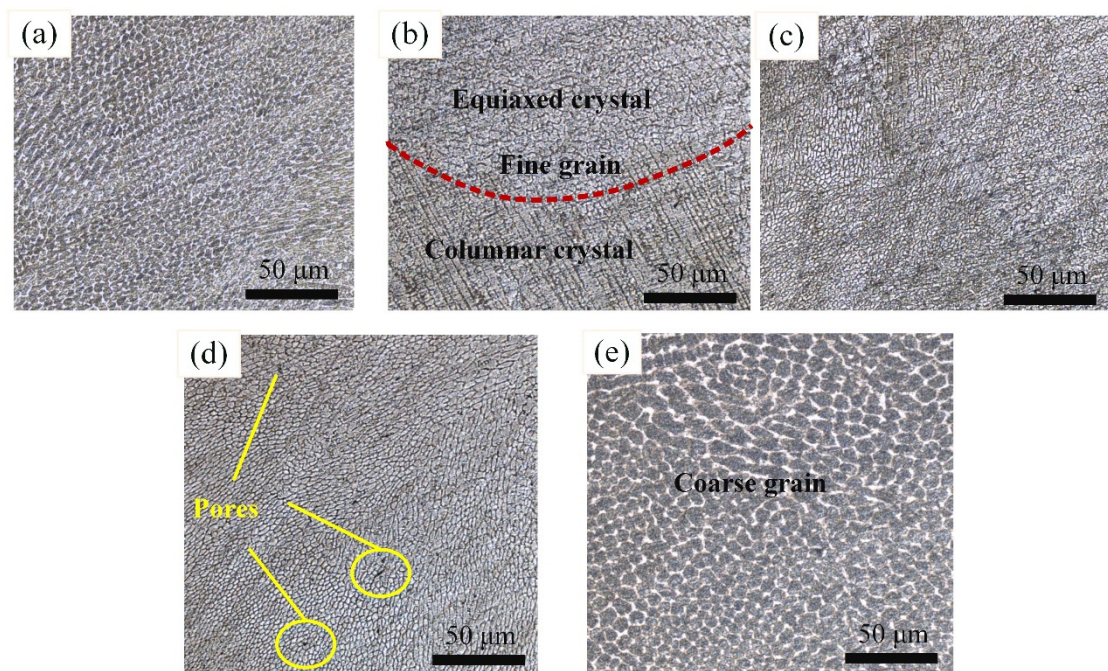 (a)
50 μm
(b)
Equiaxed crystal
Fine grain
Columnar crystal
50 μm
(c)
50 μm
(d)
Pores
50 μm
(e)
Coarse grain
50 μm